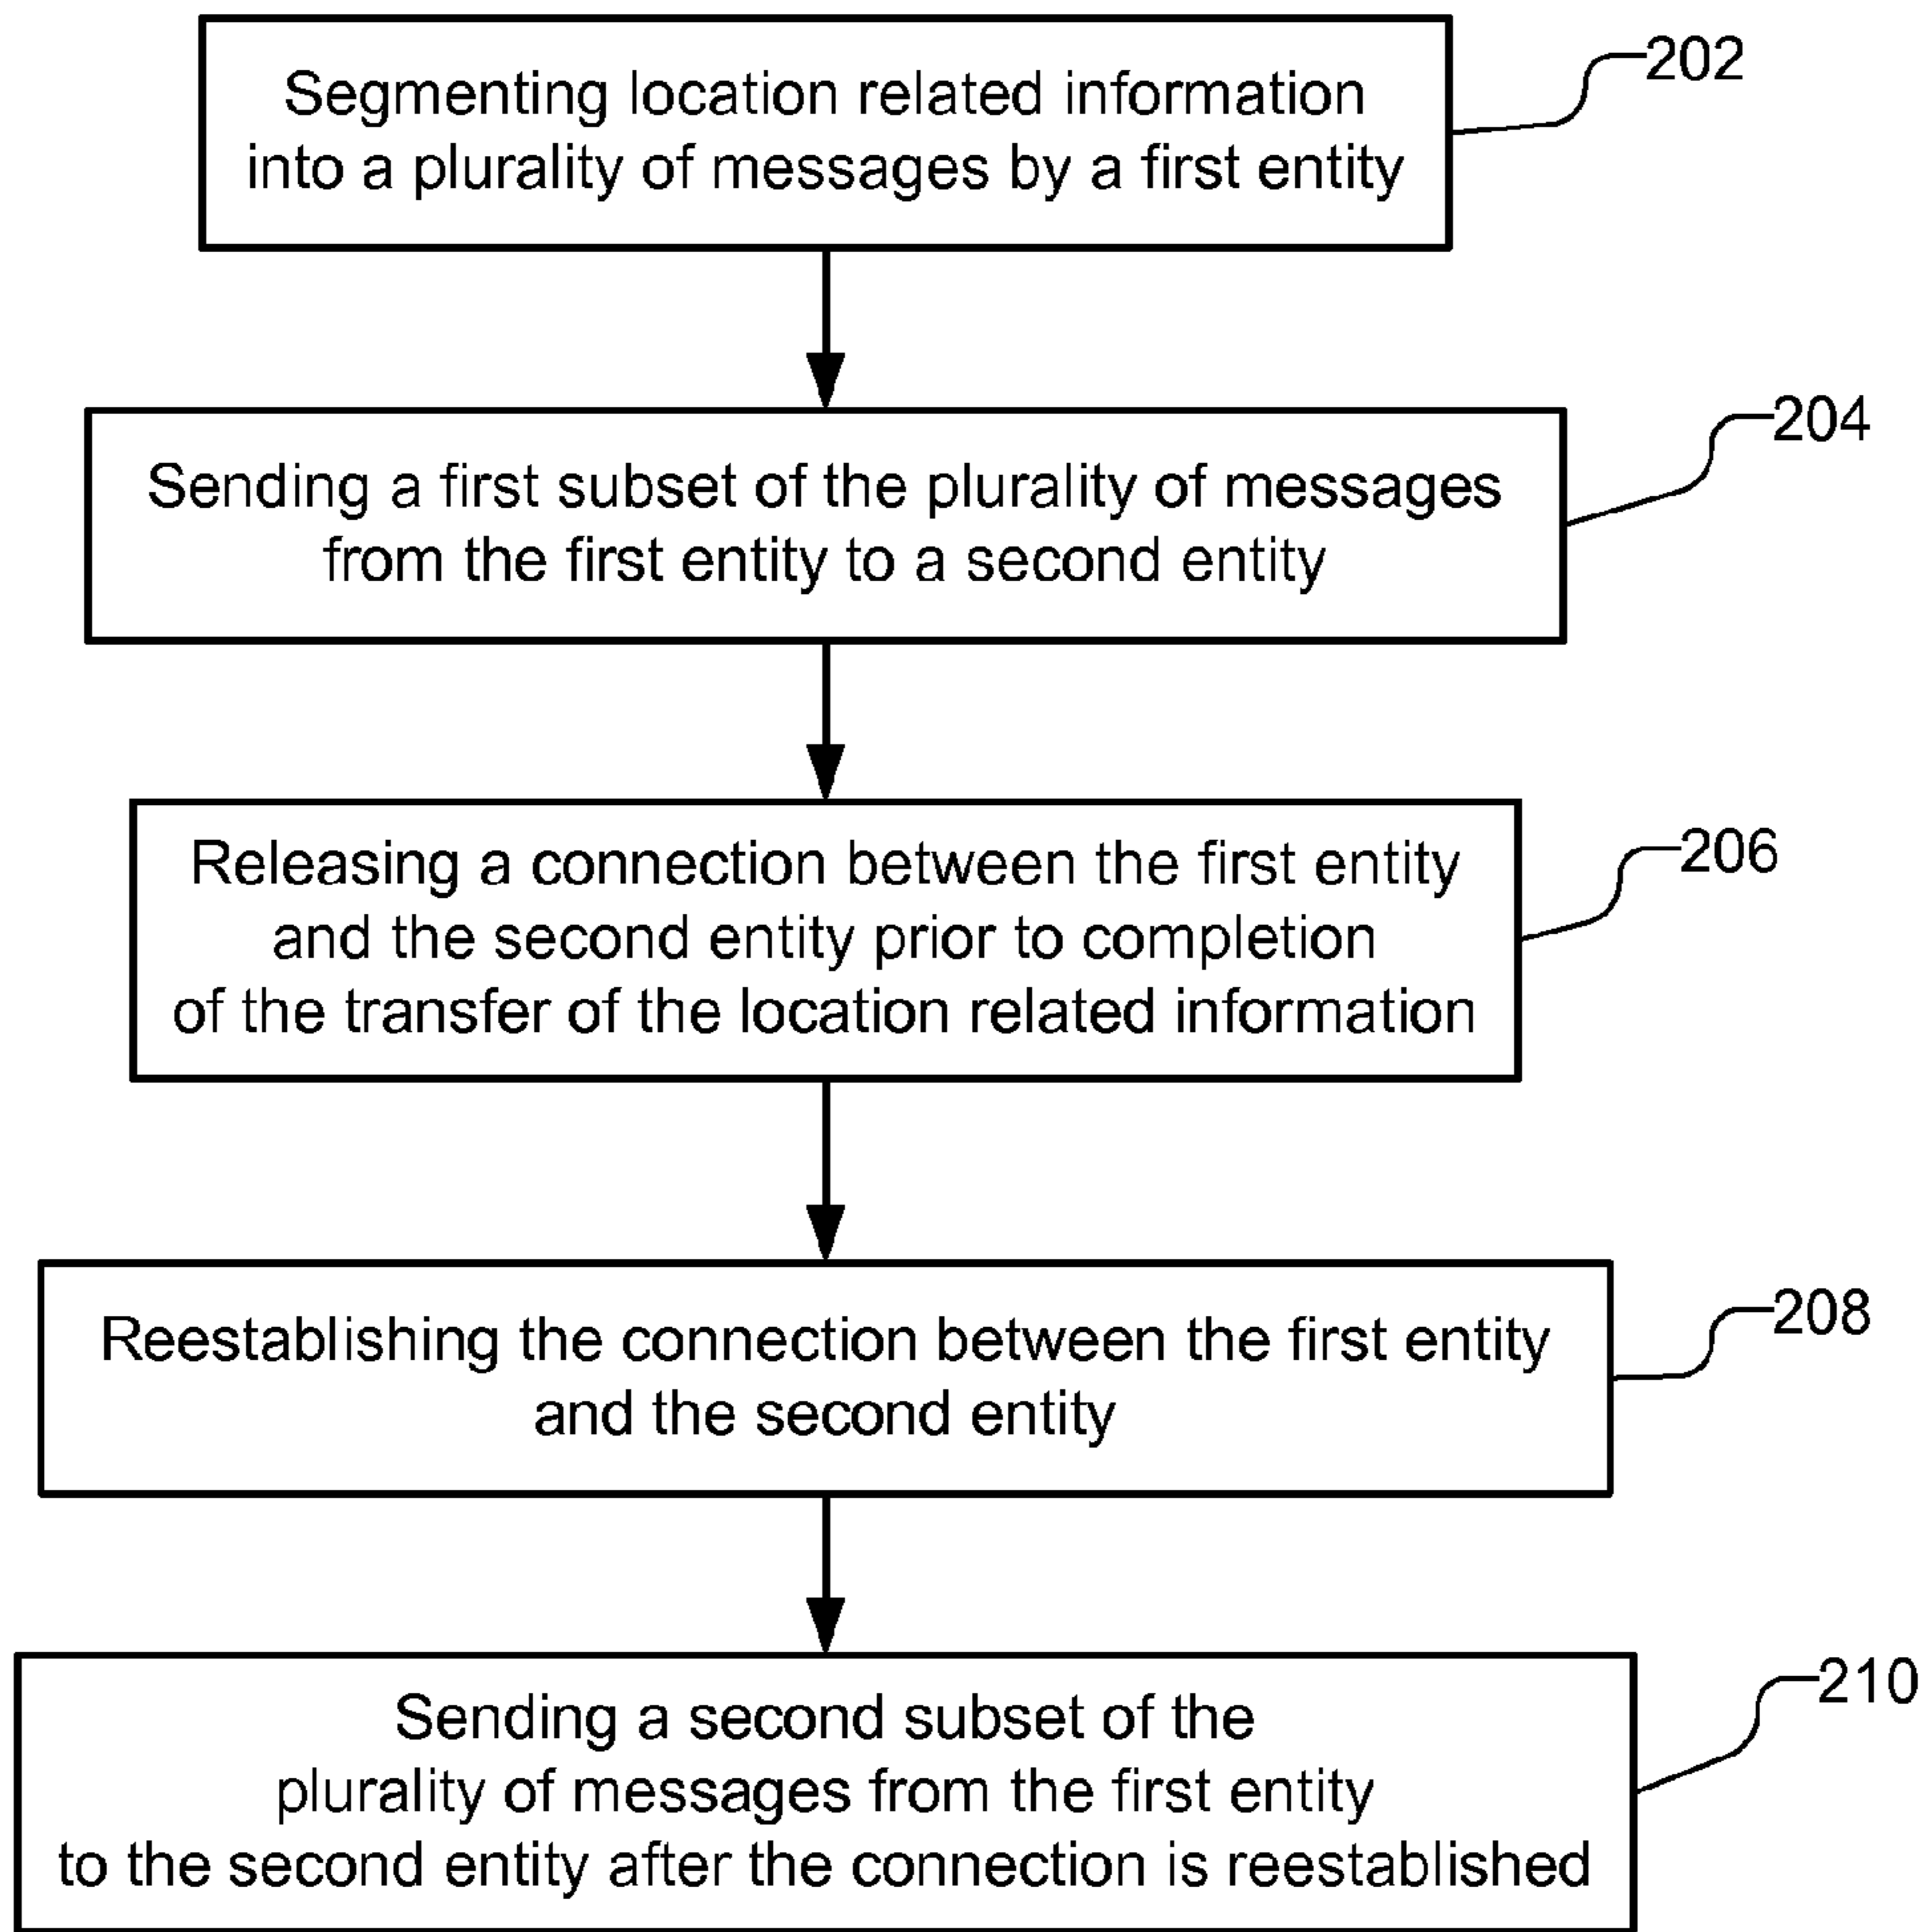 Segmenting location related information
into a plurality of messages by a first entity
202
Sending a first subset of the plurality of messages
from the first entity to a second entity
204
Releasing a connection between the first entity
and the second entity prior to completion
of the transfer of the location related information
206
Reestablishing the connection between the first entity
and the second entity
208
Sending a second subset of the
plurality of messages from the first entity
to the second entity after the connection is reestablished
210